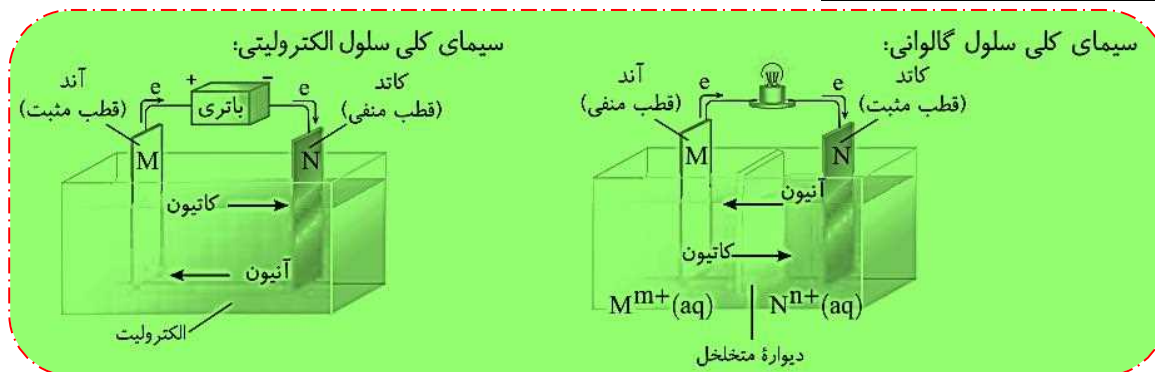 سیمای کلی سلول گالوانی:
کاتد
(قطب مثبت)
آند
(قطب منفی)
e
e
M
N
آنیون
کاتیون
M^m+(aq)
N^n+(aq)
دیوارهٔ متخلخل
سیمای کلی سلول الکترولیتی:
کاتد
(قطب منفی)
آند
(قطب مثبت)
e
+
−
e
باتری
M
N
کاتیون
آنیون
الکترولیت